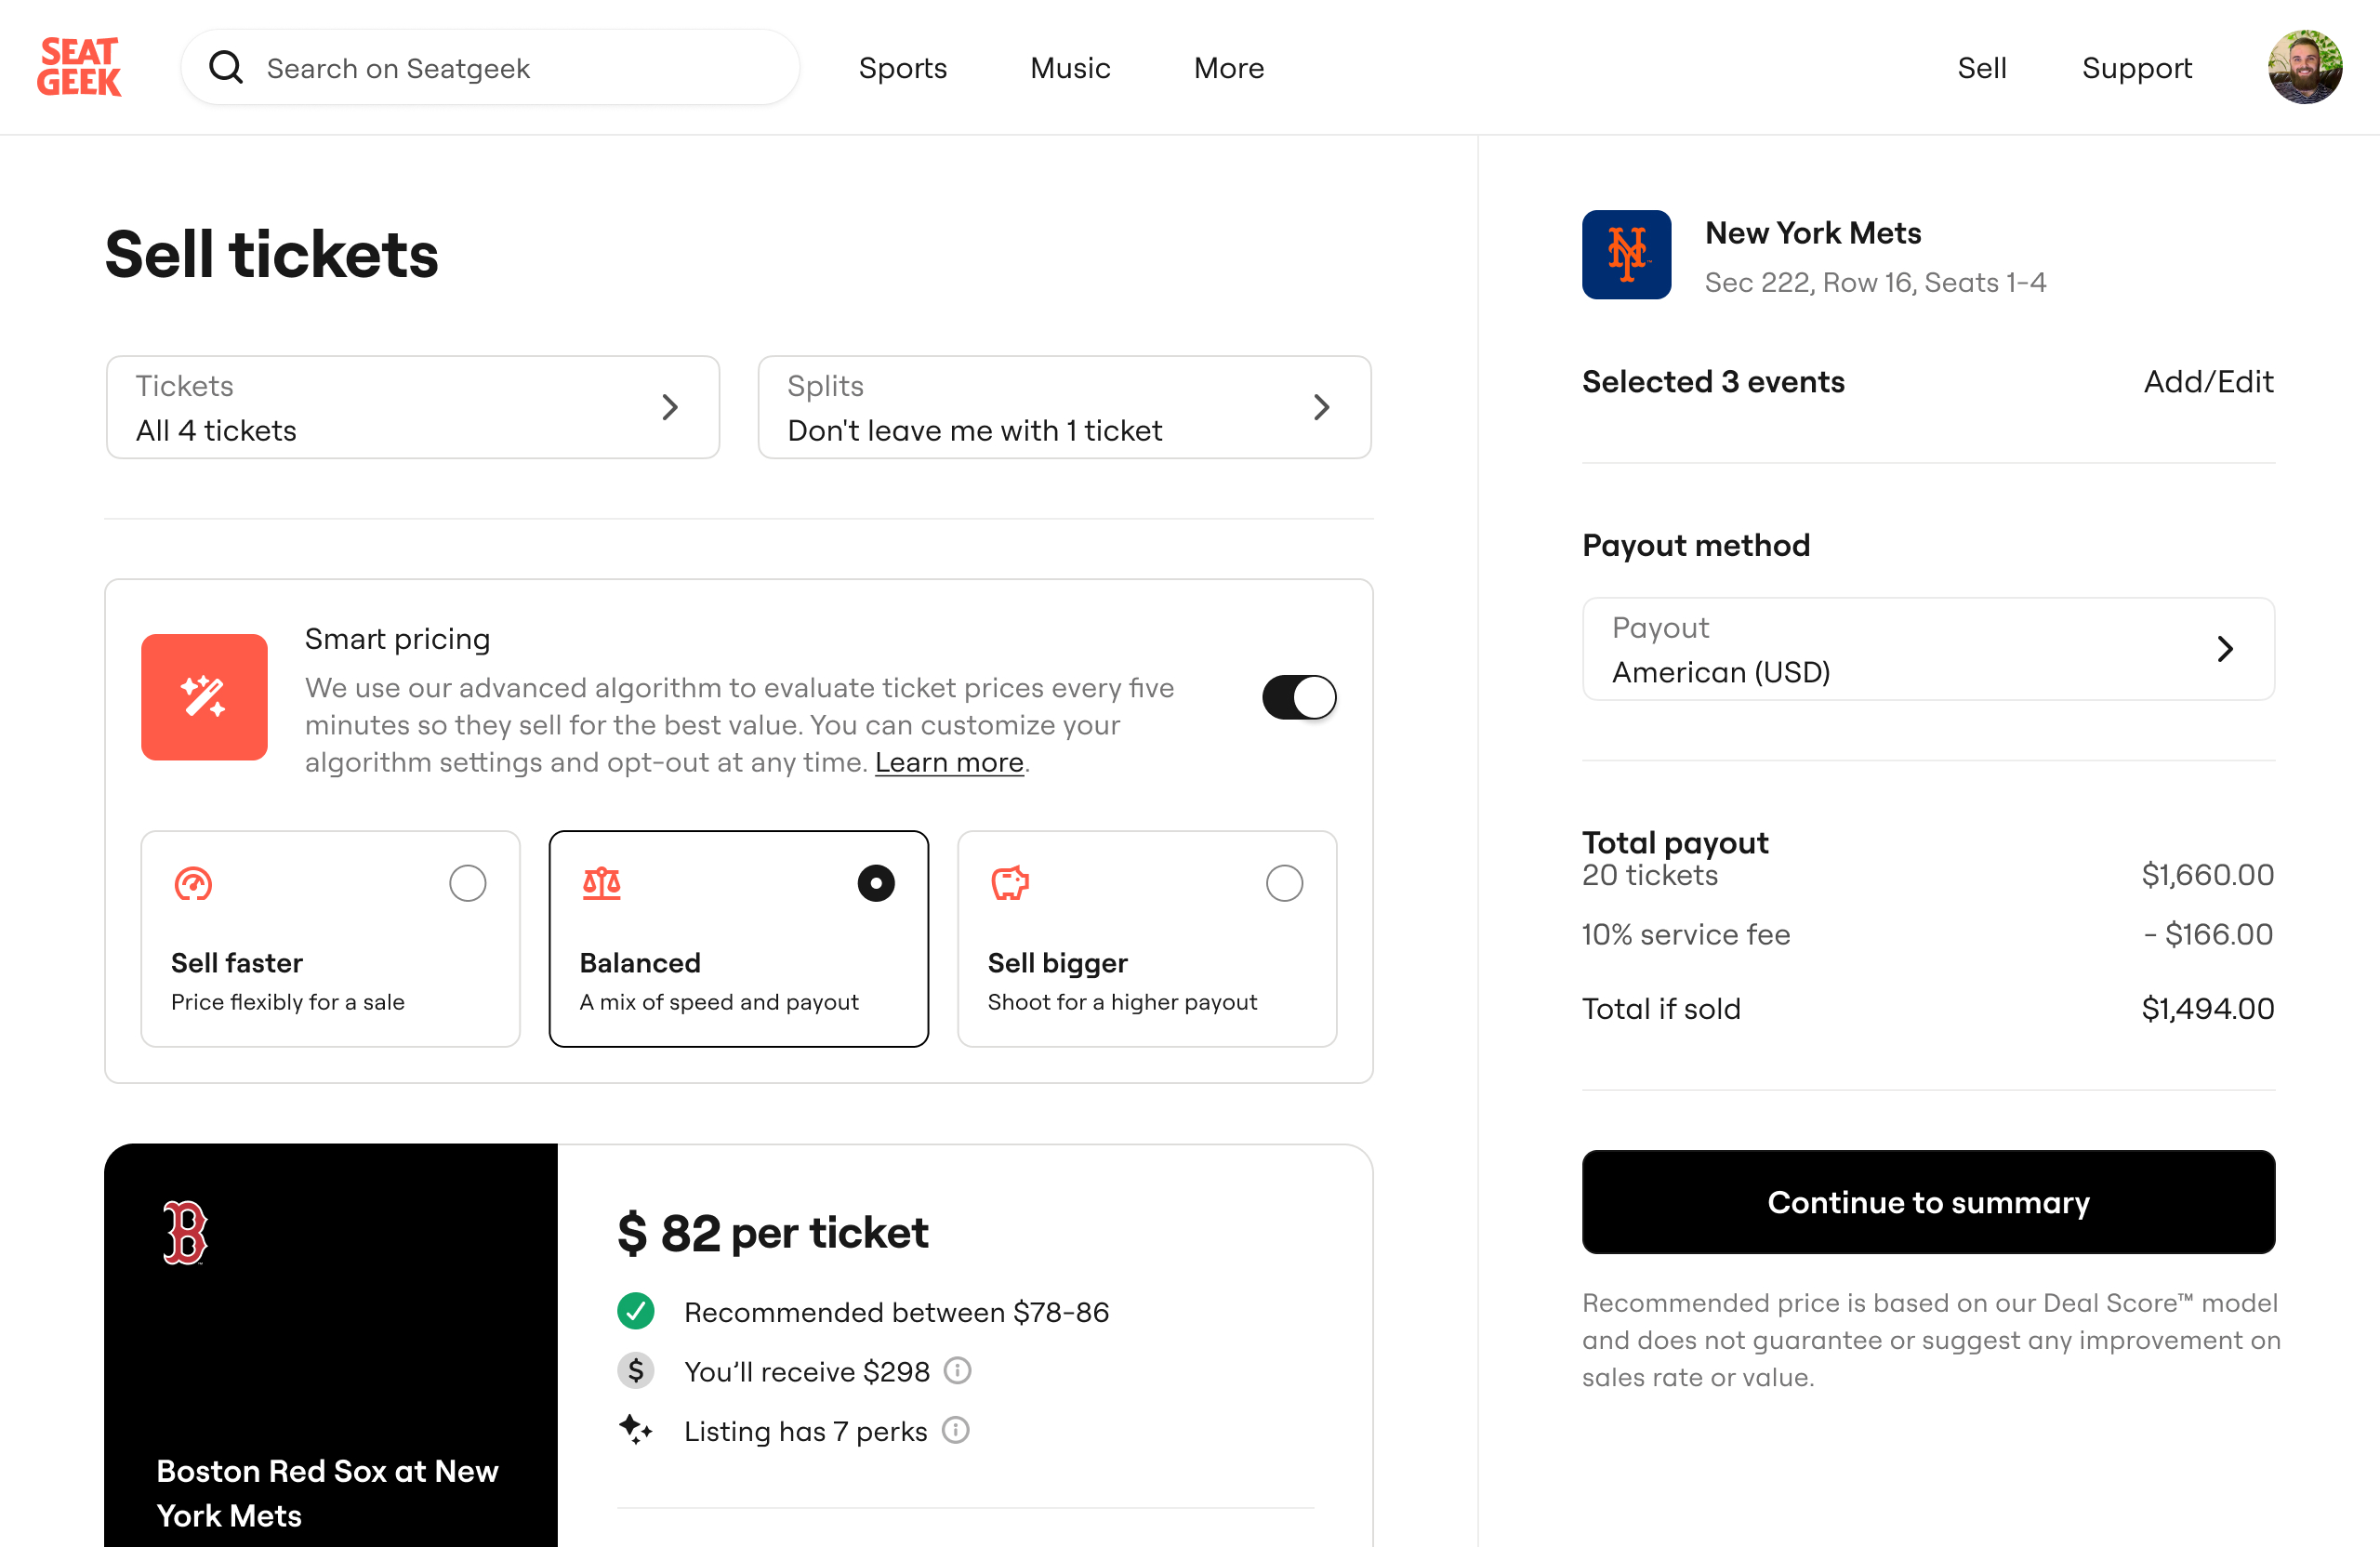 SEAT
GEEK
Search on Seatgeek
Sports
Music
More
Sell
Support
Sell tickets
Tickets
All 4 tickets
Splits
Don't leave me with 1 ticket
Smart pricing
We use our advanced algorithm to evaluate ticket prices every five
minutes so they sell for the best value. You can customize your
algorithm settings and opt-out at any time. Learn more.
Sell faster
Price flexibly for a sale
Balanced
A mix of speed and payout
Sell bigger
Shoot for a higher payout
B
Boston Red Sox at New
York Mets
$ 82 per ticket
Recommended between $78-86
$
You’ll receive $298
Listing has 7 perks
NY
New York Mets
Sec 222, Row 16, Seats 1-4
Selected 3 events
Add/Edit
Payout method
Payout
American (USD)
Total payout
20 tickets
$1,660.00
10% service fee
- $166.00
Total if sold
$1,494.00
Continue to summary
Recommended price is based on our Deal Score™ model
and does not guarantee or suggest any improvement on
sales rate or value.